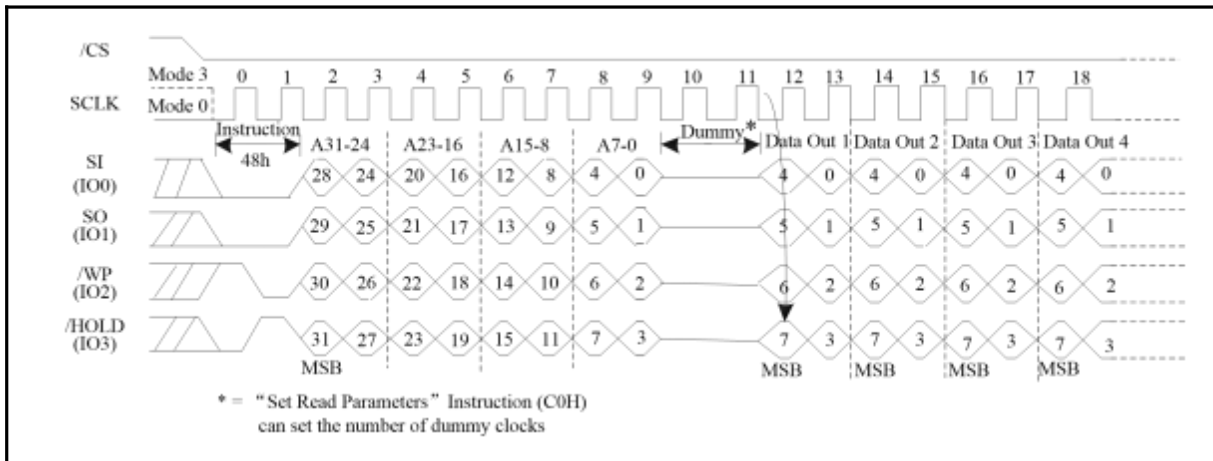 /CS
Mode 3 0 1 2 3 4 5 6 7 8 9 10 11 12 13 14 15 16 17 18
SCLK Mode 0
Instruction A31-24 A23-16 A15-8 A7-0 Dummy* Data Out 1 Data Out 2 Data Out 3 Data Out 4
48h
SI
(IO0) 28 24 20 16 12 8 4 0 4 0 4 0 4 0 4 0
SO
(IO1) 29 25 21 17 13 9 5 1 5 1 5 1 5 1 5 1
/WP
(IO2) 30 26 22 18 14 10 6 2 6 2 6 2 6 2 6 2
/HOLD
(IO3) 31 27 23 19 15 11 7 3 7 3 7 3 7 3 7 3
MSB MSB MSB MSB MSB
* = “Set Read Parameters” Instruction (C0H)
can set the number of dummy clocks